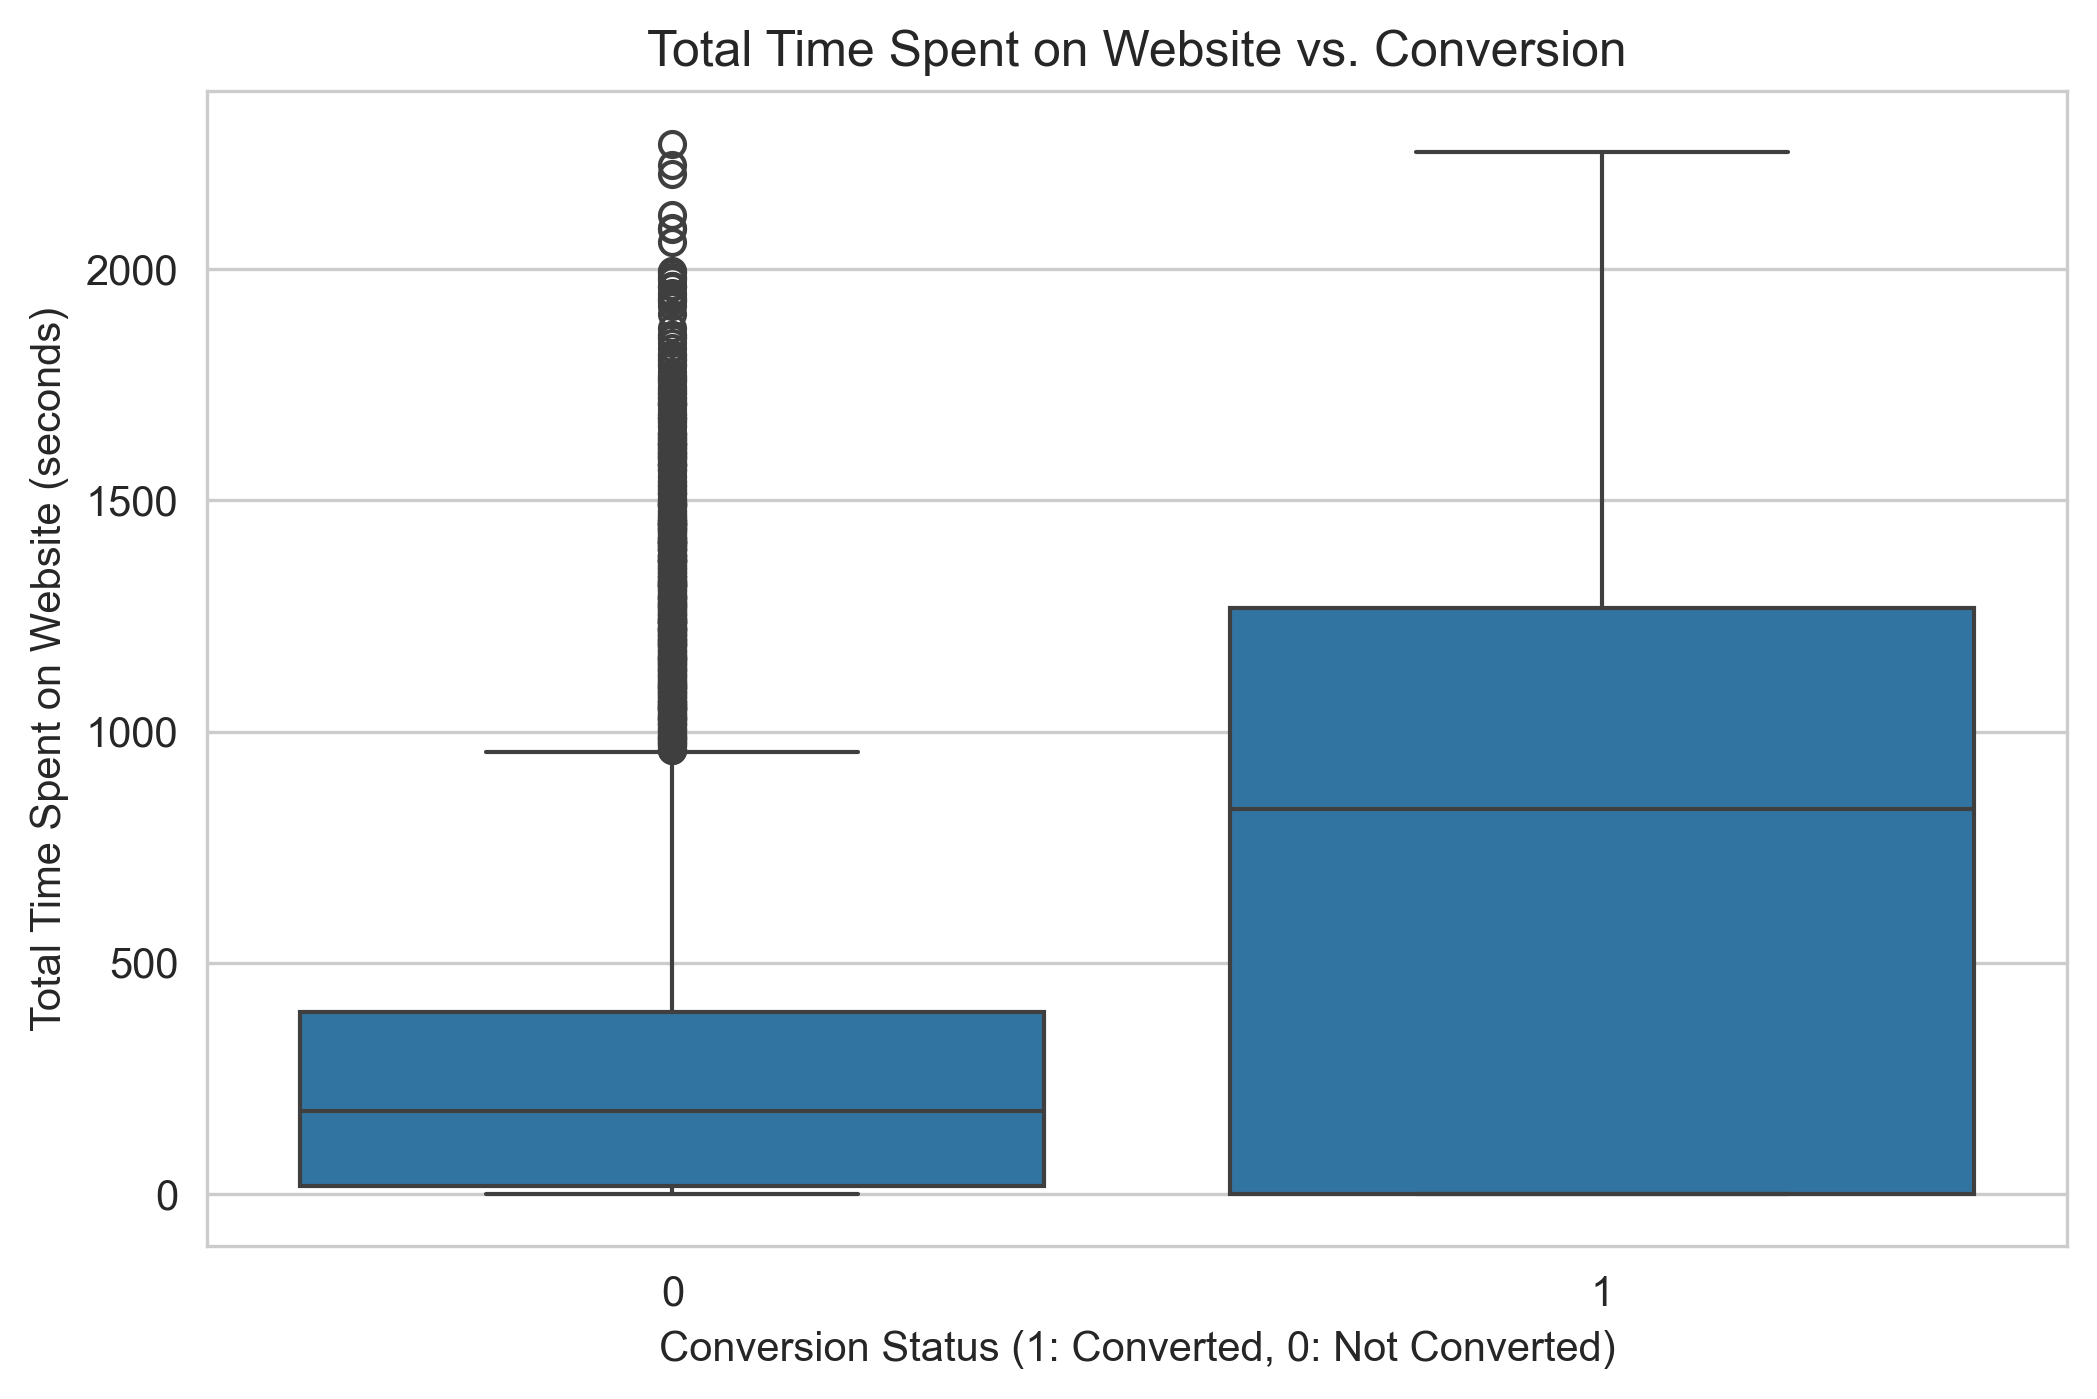 Total Time Spent on Website vs. Conversion
Total Time Spent on Website (seconds)
2000
1500
1000
500
0
0
1
Conversion Status (1: Converted, 0: Not Converted)